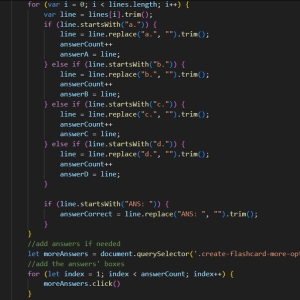 for (var i = 0; i < lines.length; i++) {
var line = lines[i].trim();
if (line.startsWith("a.")) {
line = line.replace("a.", "").trim();
answerCount++
answerA = line;
} else if (line.startsWith("b.")) {
line = line.replace("b.", "").trim();
answerCount++
answerB = line;
} else if (line.startsWith("c.")) {
line = line.replace("c.", "").trim();
answerCount++
answerC = line;
} else if (line.startsWith("d.")) {
line = line.replace("d.", "").trim();
answerCount++
answerD = line;
}
if (line.startsWith("ANS: ")) {
answerCorrect = line.replace("ANS: ", "").trim();
}
}
//add answers if needed
let moreAnswers = document.querySelector('.create-flashcard-more-opt
//add the answers' boxes
for (let index = 1; index < answerCount; index++) {
moreAnswers.click()
}